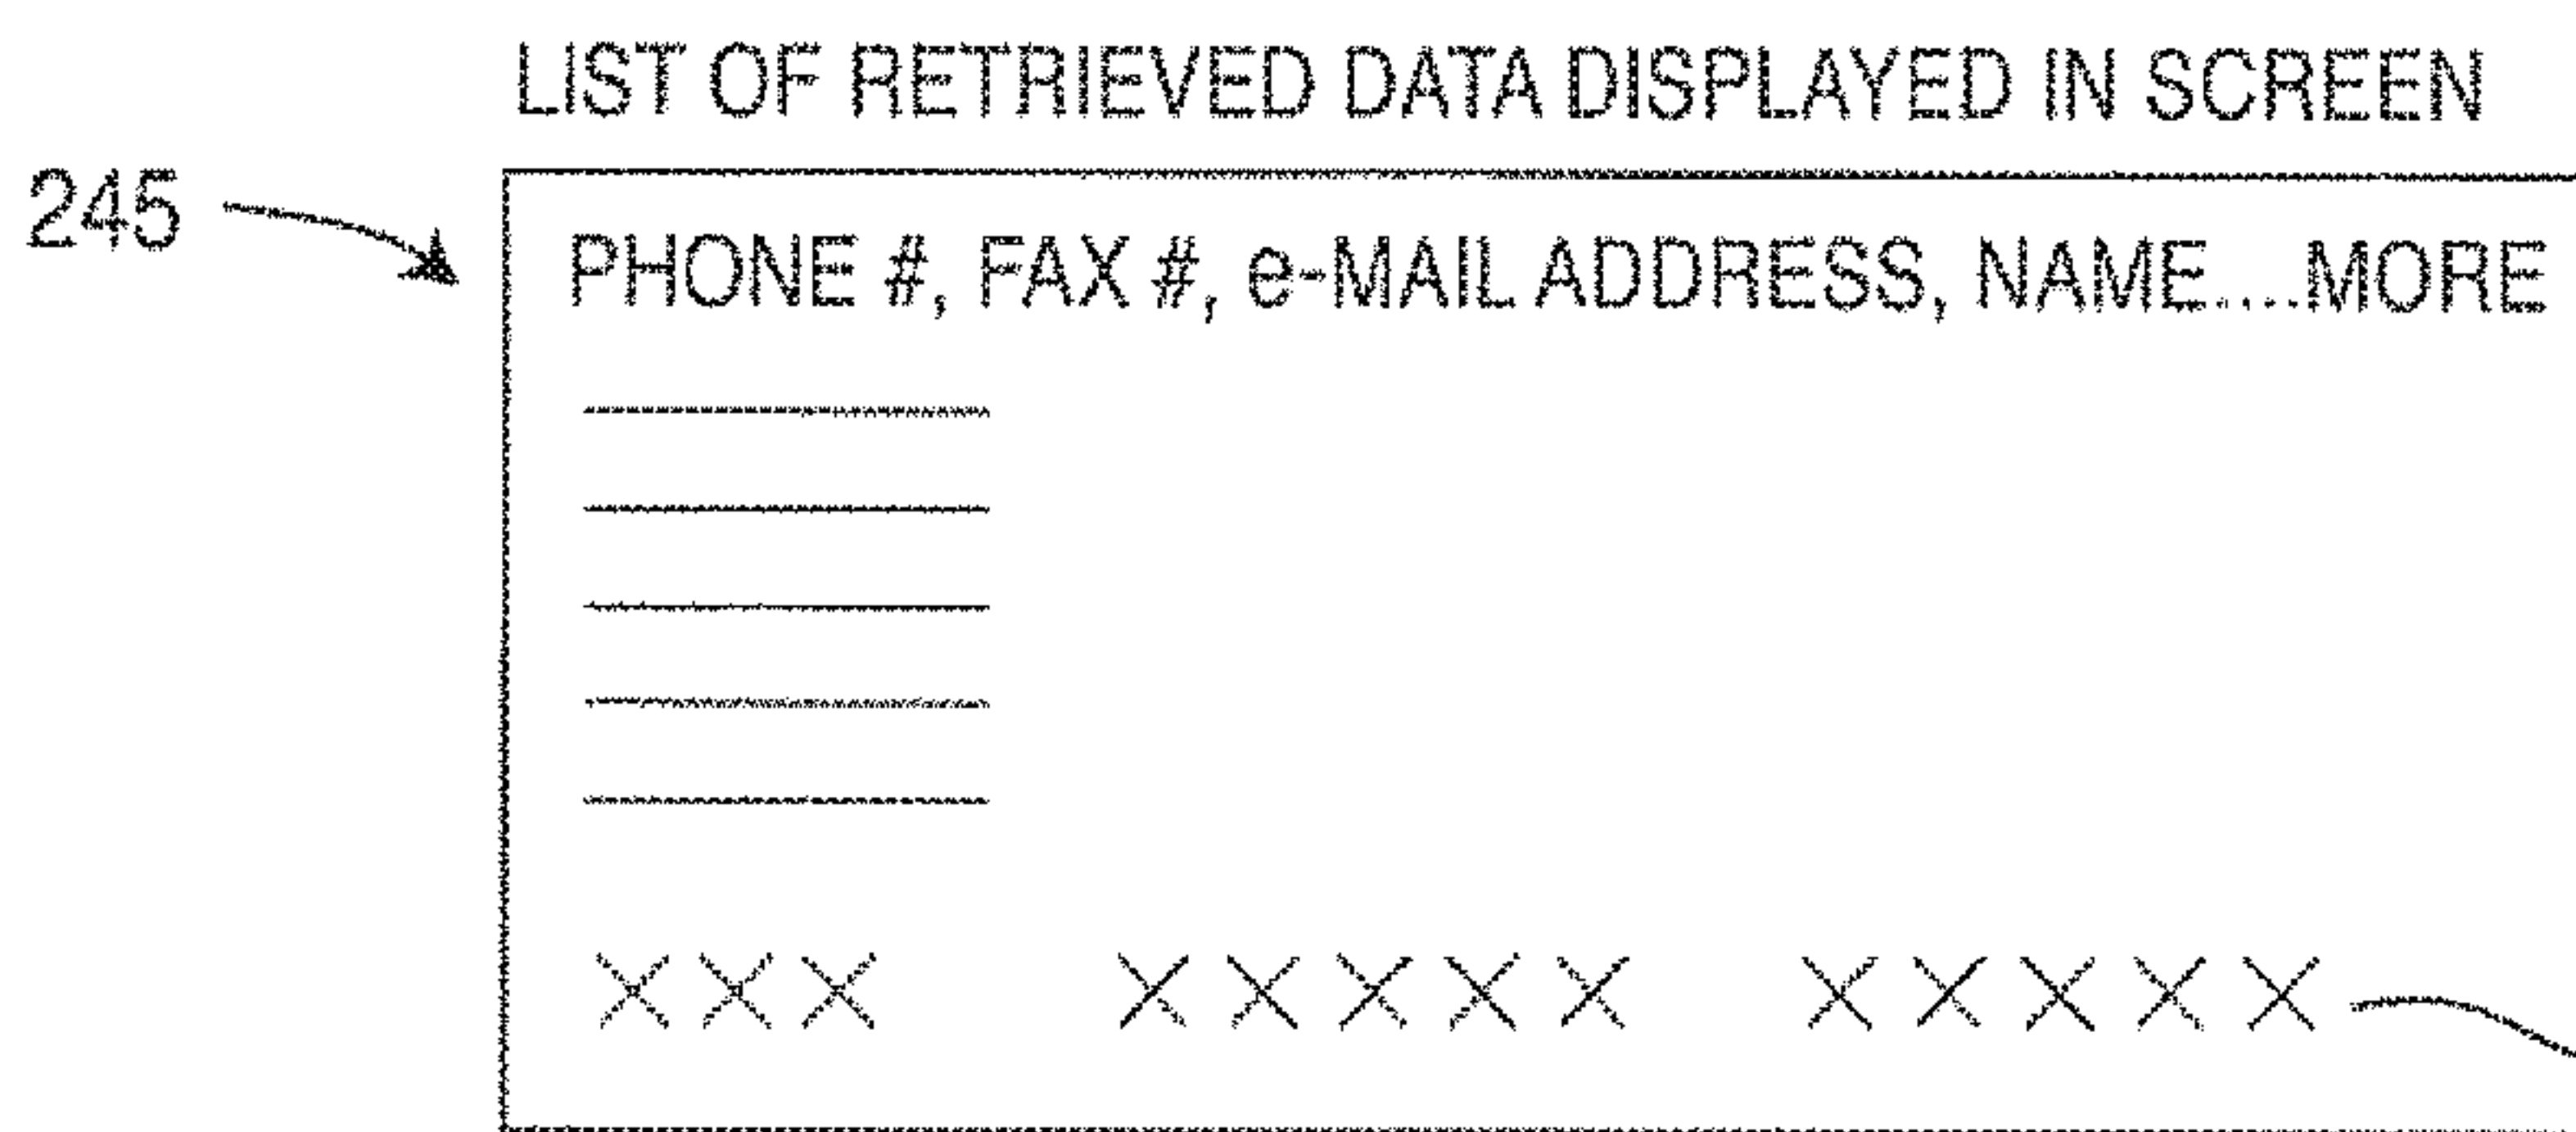 LIST OF RETRIEVED DATA DISPLAYED IN SCREEN
245
PHONE #, FAX #, e-MAIL ADDRESS, NAME....MORE
XXX XXXXX XXXXX